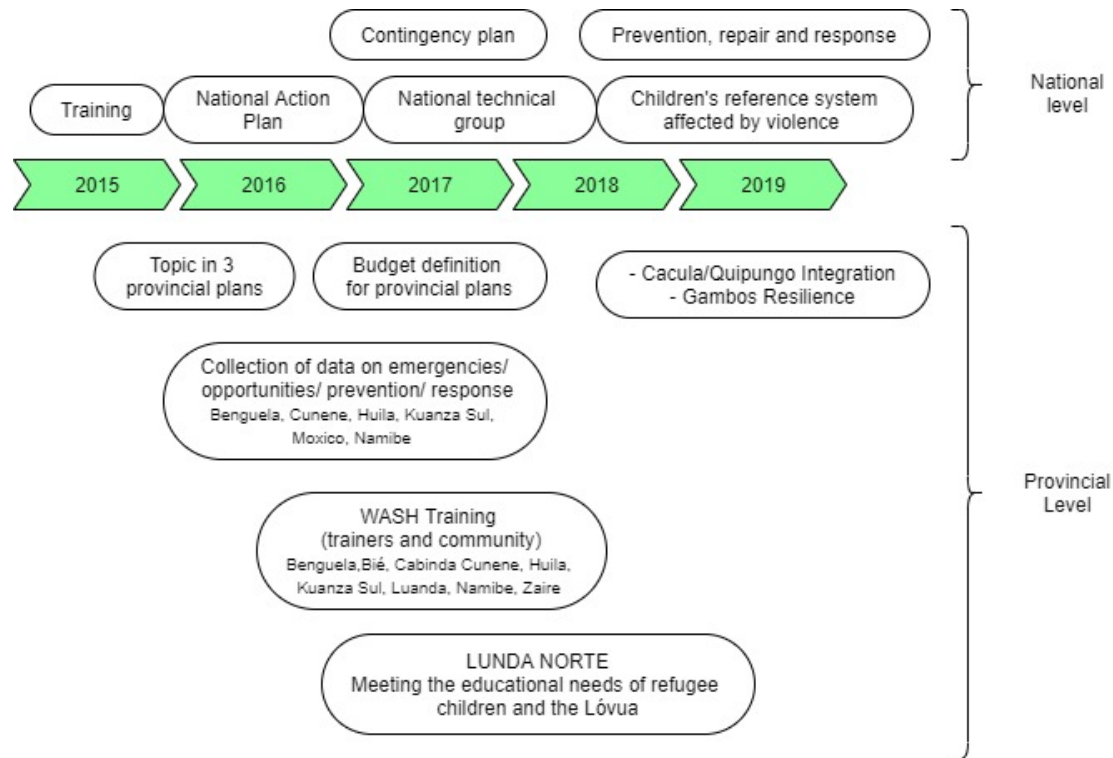 Contingency plan
Prevention, repair and response
Training
National Action
Plan
National technical
group
Children's reference system
affected by violence
National
level
2015
2016
2017
2018
2019
Topic in 3
provincial plans
Budget definition
for provincial plans
- Cacula/Quipungo Integration
- Gambos Resilience
Collection of data on emergencies/
opportunities/ prevention/ response
Benguela, Cunene, Huila, Kuanza Sul,
Moxico, Namibe
WASH Training
(trainers and community)
Benguela,Bié, Cabinda Cunene, Huila,
Kuanza Sul, Luanda, Namibe, Zaire
LUNDA NORTE
Meeting the educational needs of refugee
children and the Lóvua
Provincial
Level